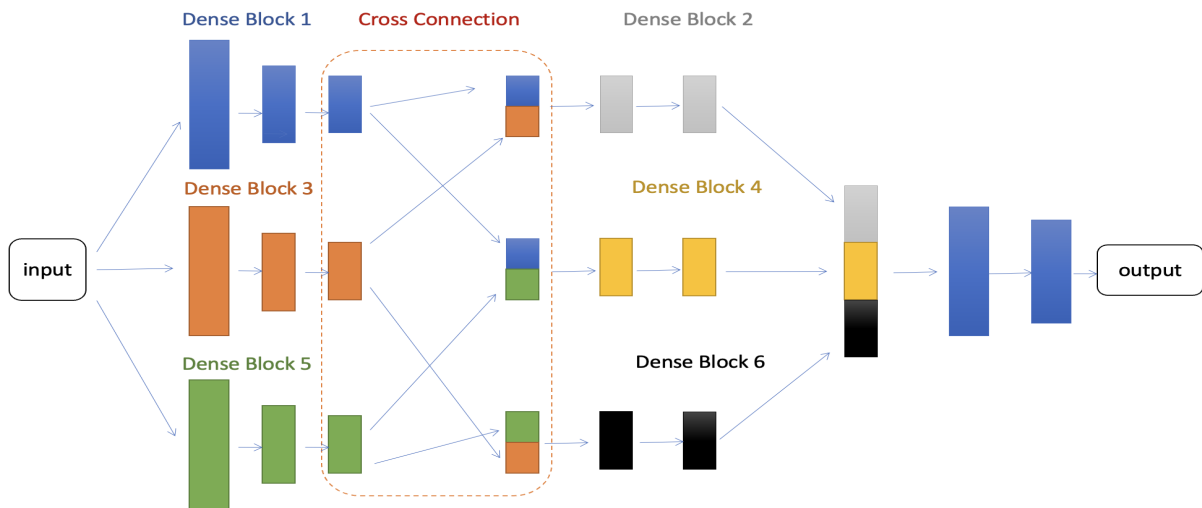 Dense Block 1
Cross Connection
Dense Block 2
Dense Block 3
Dense Block 4
input
output
Dense Block 5
Dense Block 6